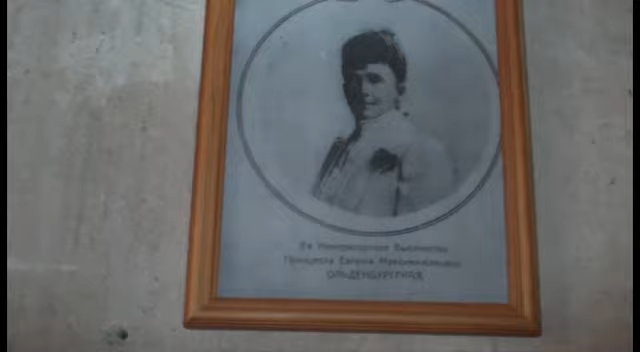 Ея Императорское Высочество
Принцесса Евгения Максимилиановна
ОЛЬДЕНБУРГСКАЯ